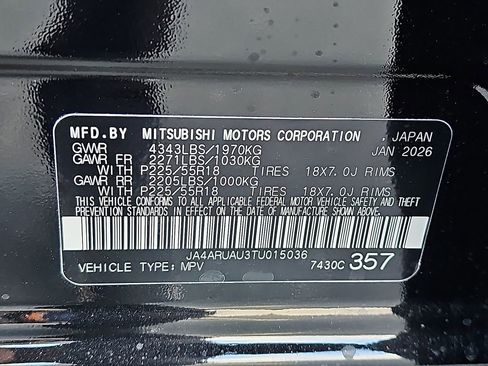 MFD.BY MITSUBISHI MOTORS CORPORATION JAPAN
GVWR 4343LBS/1970KG JAN 2026
GAWR FR 2271LBS/1030KG
WITH P225/55R18 TIRES 18X7.0J RIMS
GAWR RR 2205LBS/1000KG
WITH P225/55R18 TIRES 18X7.0J RIMS
THIS VEHICLE CONFORMS TO ALL APPLICABLE FEDERAL MOTOR VEHICLE SAFETY AND THEFT
PREVENTION STANDARDS IN EFFECT ON THE DATE OF MANUFACTURE SHOWN ABOVE.
JA4ARUAU3TU015036
VEHICLE TYPE: MPV 7430C 357